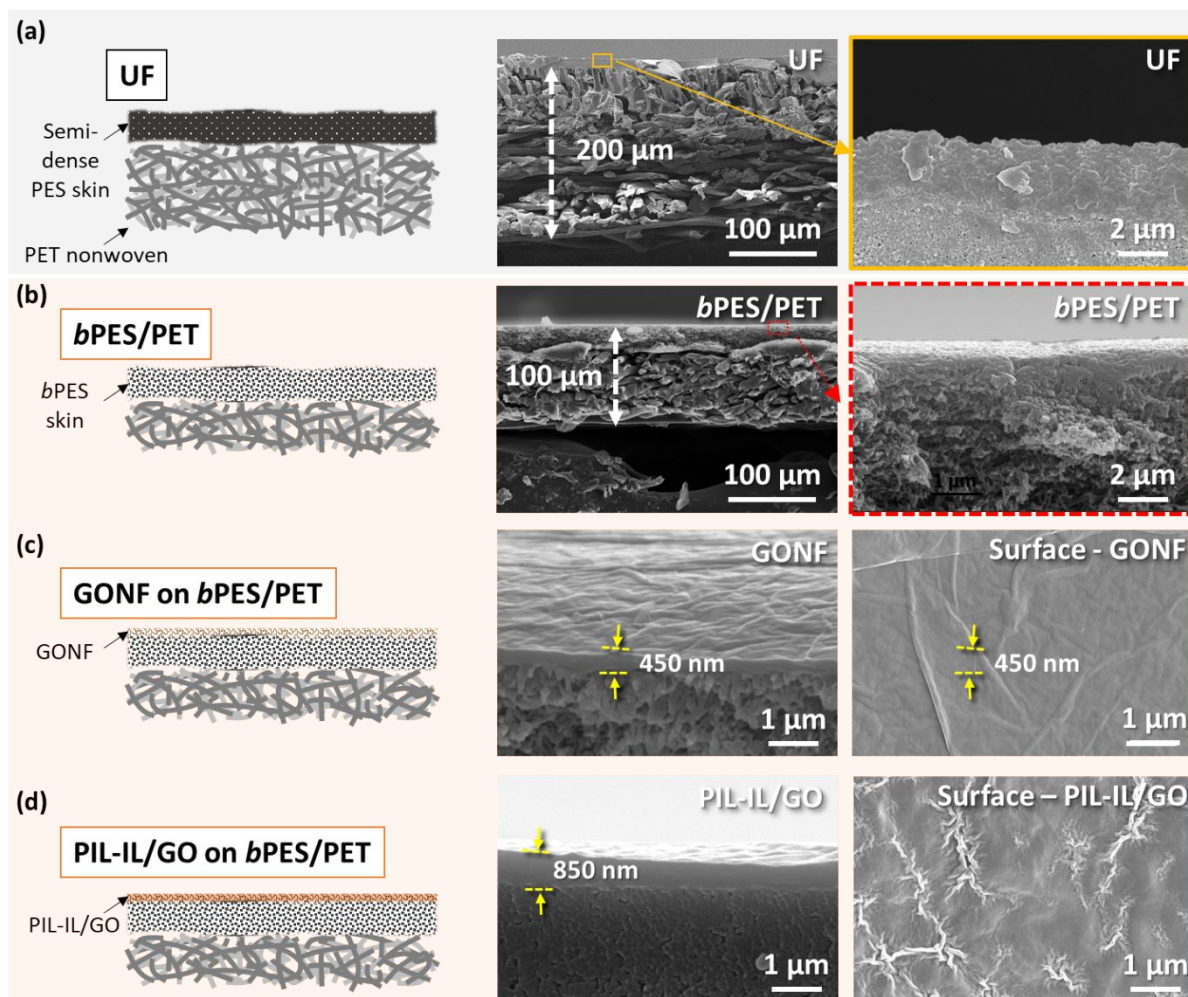 (a)
UF
Semi-
dense
PES skin
PET nonwoven
UF
200 µm
100 µm
UF
2 µm
(b)
bPES/PET
bPES
skin
bPES/PET
100 µm
100 µm
bPES/PET
1 µm
2 µm
(c)
GONF on bPES/PET
GONF
GONF
450 nm
1 µm
Surface - GONF
450 nm
1 µm
(d)
PIL-IL/GO on bPES/PET
PIL-IL/GO
PIL-IL/GO
850 nm
1 µm
Surface – PIL-IL/GO
1 µm